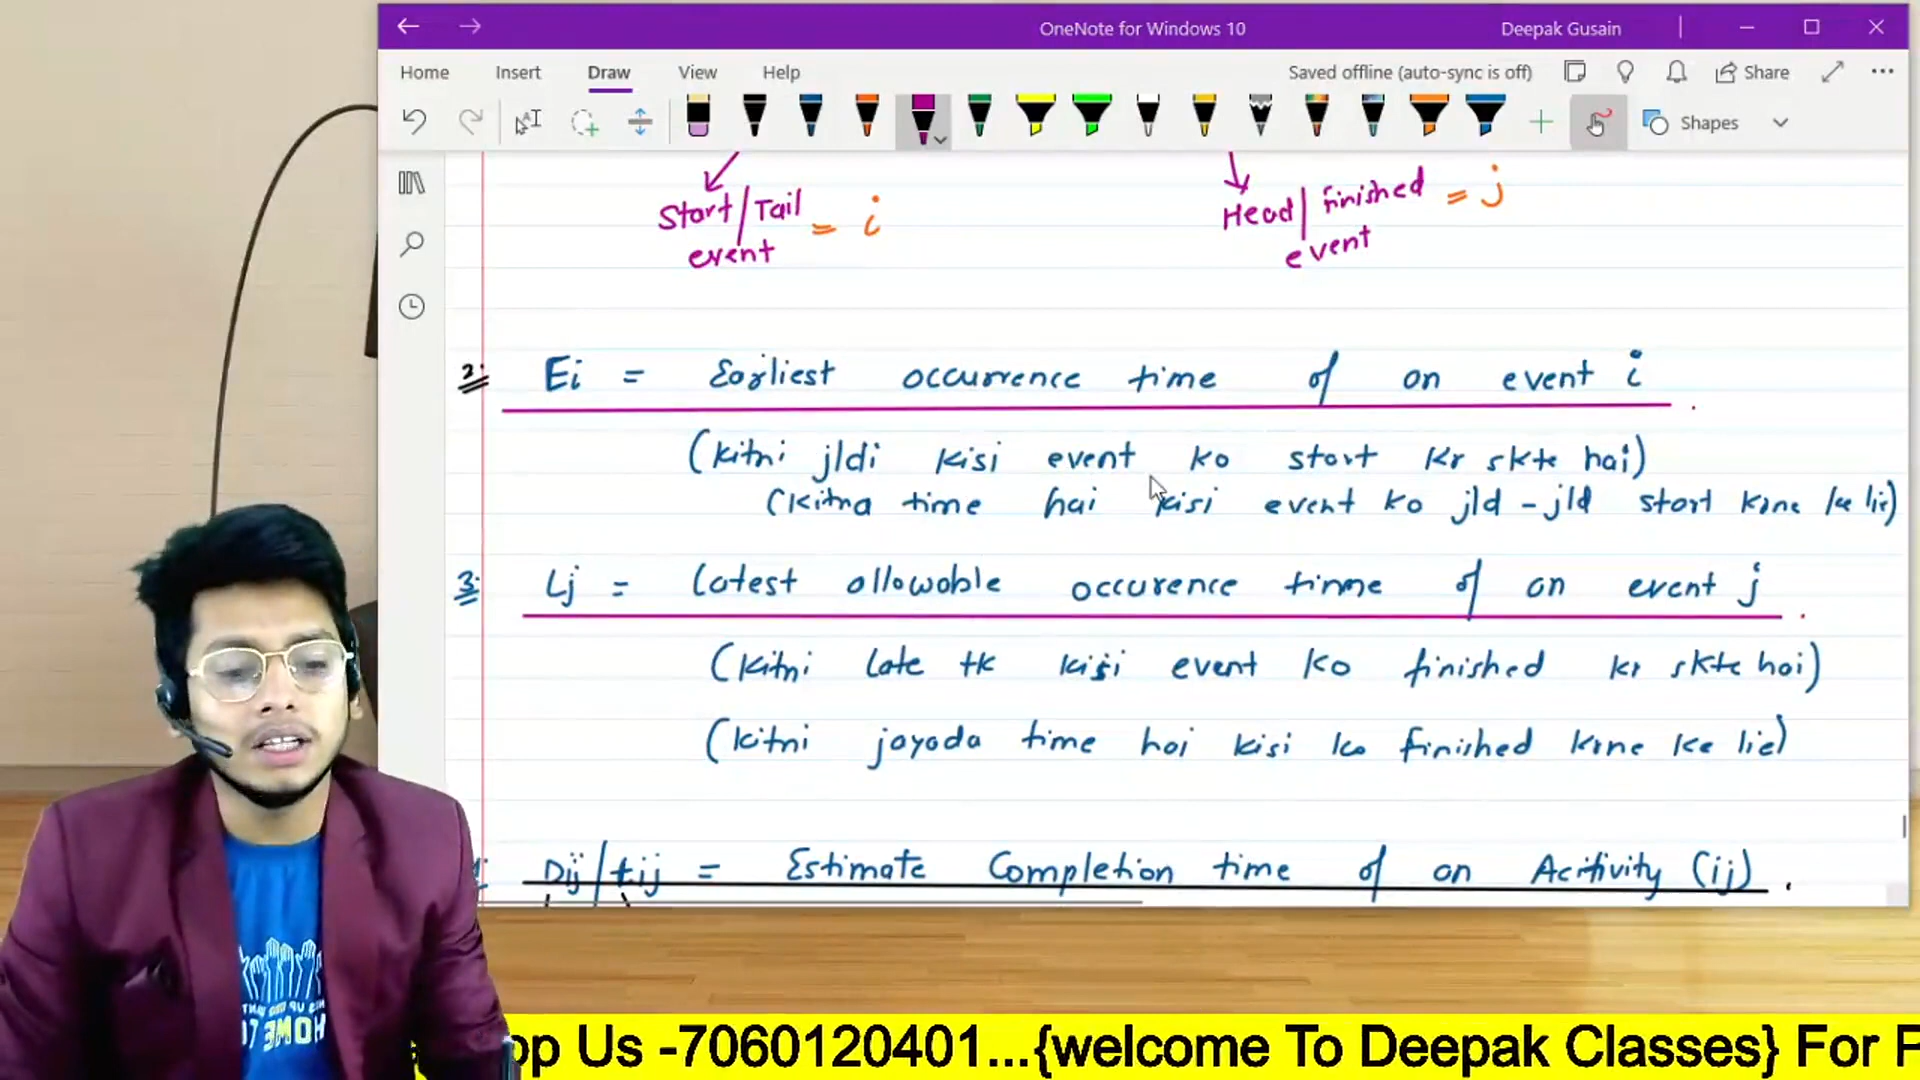 OneNote for Windows 10
Deepak Gusain
Home Insert Draw View Help
Saved offline (auto-sync is off)
Share
Shapes
Start/Tail = i
event
Head/finished = j
event
2: Ei = Earliest occurrence time of an event i
(kitni jldi kisi event ko start kr skte hai)
(kitna time hai kisi event ko jld-jld start krne ke lie)
3: Lj = latest allowable occurence time of an event j
(kitni late tk kisi event ko finished kr skte hai)
(kitni jayada time hai kisi ko finished krne ke lie)
Dij/tij = Estimate Completion time of an Acitivity (ij)
HOME
op Us -7060120401...{welcome To Deepak Classes} For